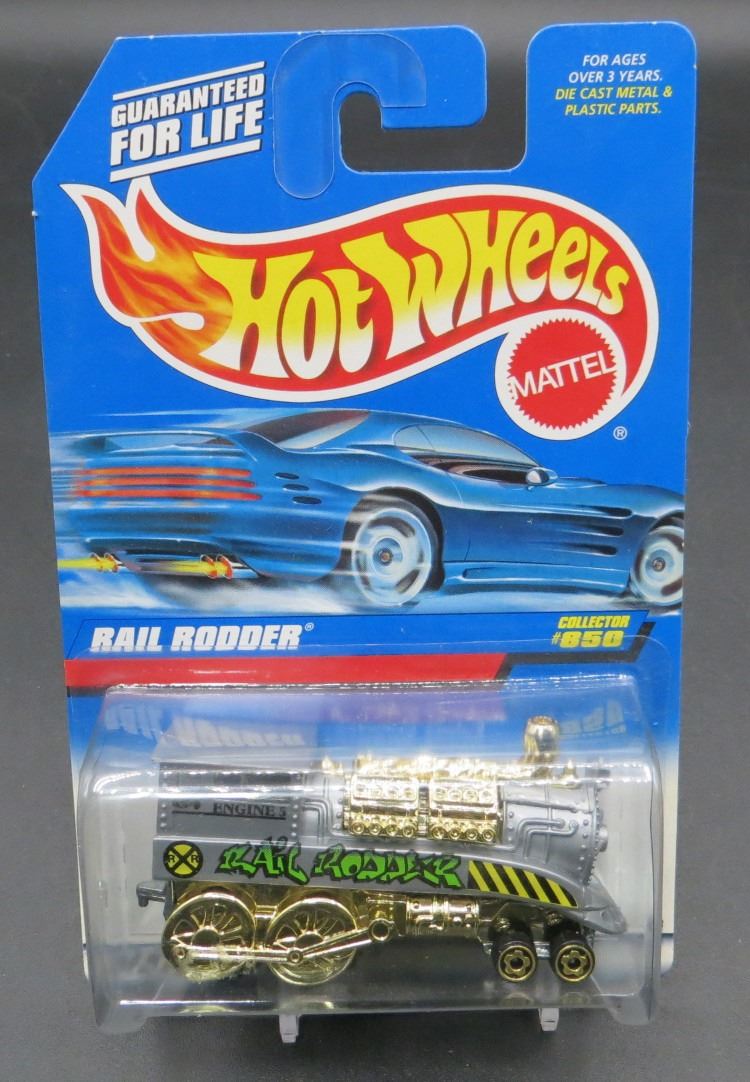 GUARANTEED
FOR LIFE
FOR AGES
OVER 3 YEARS.
DIE CAST METAL &
PLASTIC PARTS.
HOT WHEELS
MATTEL
®
RAIL RODDER®
COLLECTOR
#850
ENGINE 5
R R
RAIL RODDER